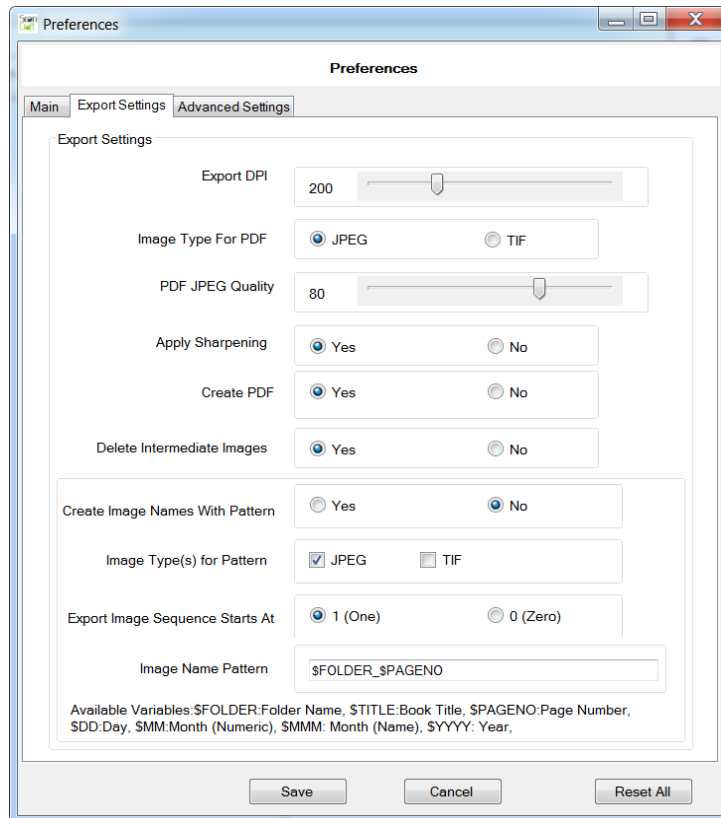 Preferences
Preferences
Main Export Settings Advanced Settings
Export Settings
Export DPI 200
Image Type For PDF JPEG TIF
PDF JPEG Quality 80
Apply Sharpening Yes No
Create PDF Yes No
Delete Intermediate Images Yes No
Create Image Names With Pattern Yes No
Image Type(s) for Pattern JPEG TIF
Export Image Sequence Starts At 1 (One) 0 (Zero)
Image Name Pattern $FOLDER_$PAGENO
Available Variables:$FOLDER:Folder Name, $TITLE:Book Title, $PAGENO:Page Number,
$DD:Day, $MM:Month (Numeric), $MMM: Month (Name), $YYYY: Year,
Save Cancel Reset All